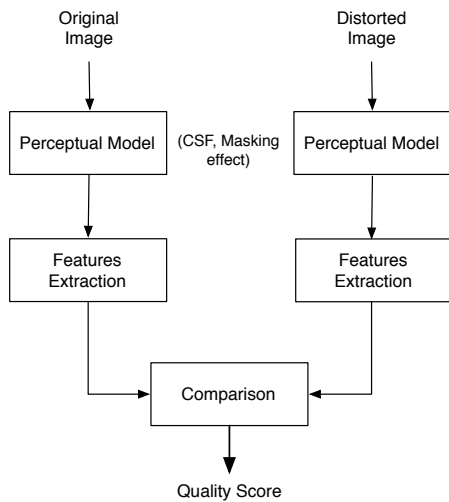 Original
Image
Distorted
Image
Perceptual Model
(CSF, Masking
effect)
Perceptual Model
Features
Extraction
Features
Extraction
Comparison
Quality Score